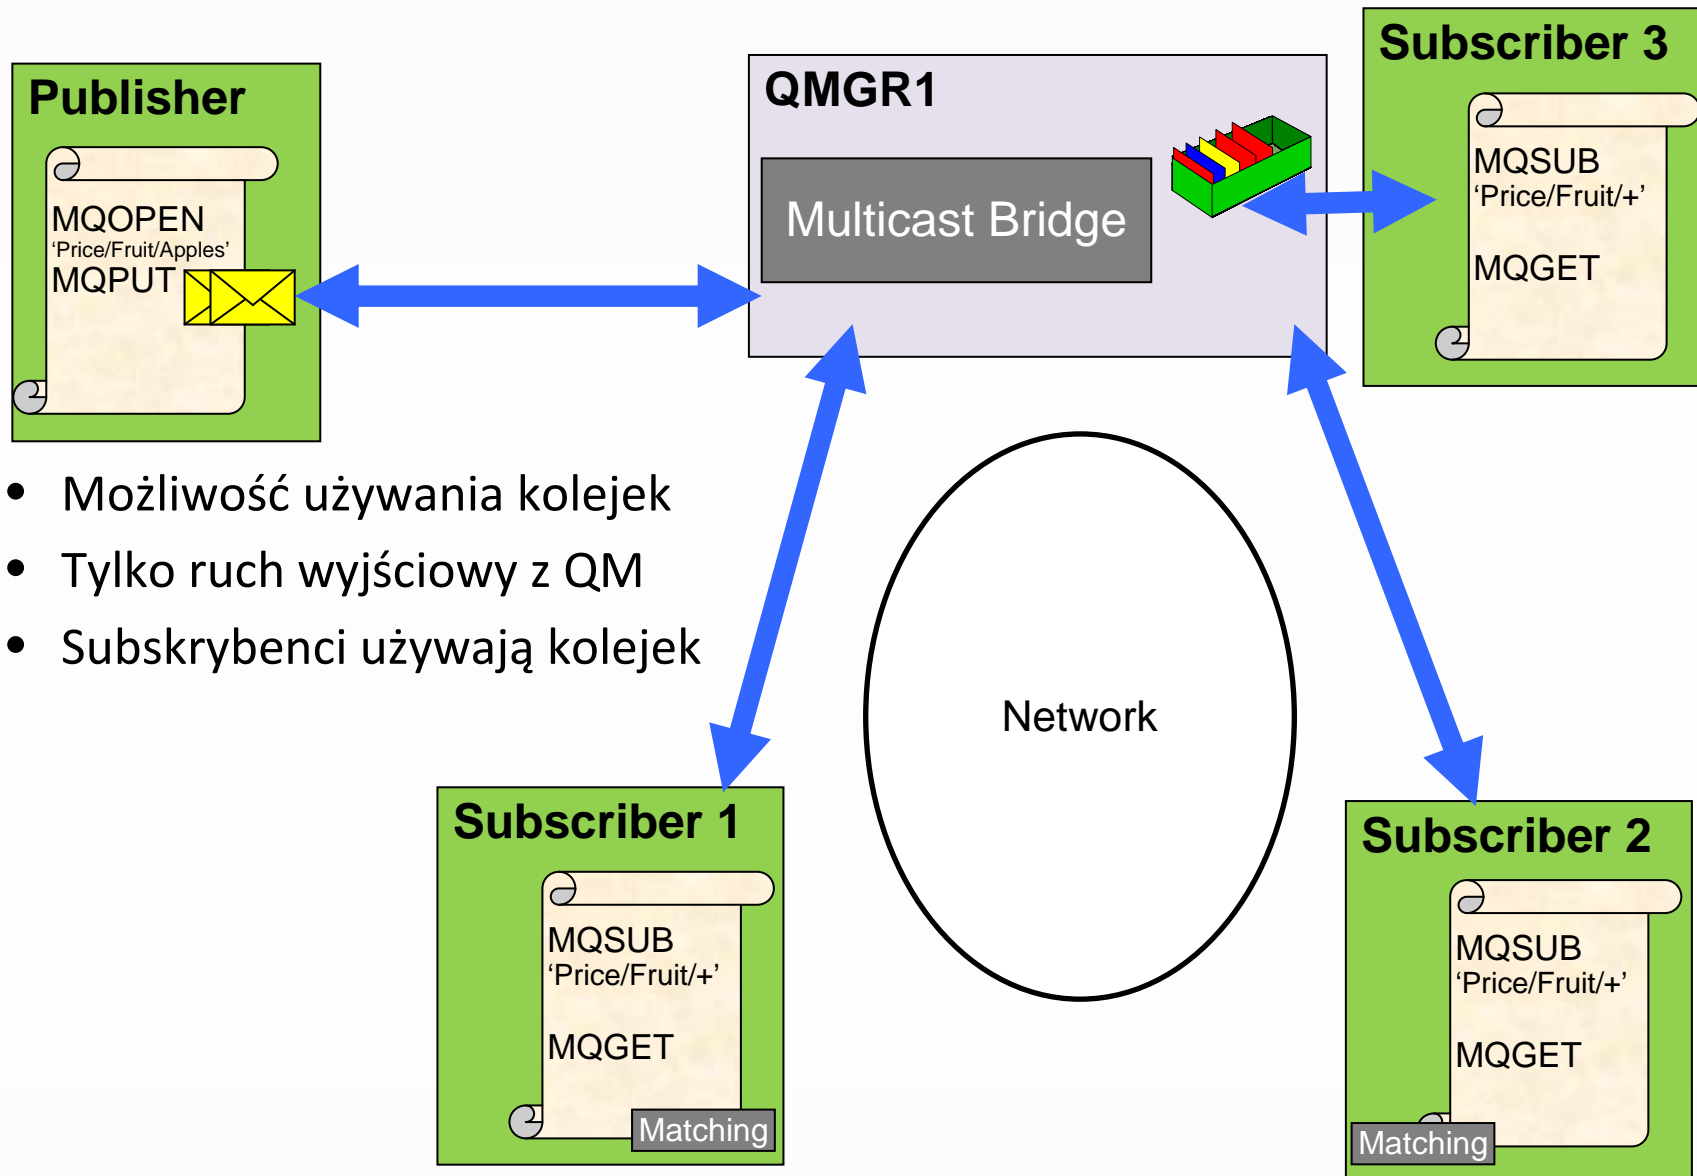 Publisher
MQOPEN
‘Price/Fruit/Apples’
MQPUT
QMGR1
Multicast Bridge
Subscriber 3
MQSUB
‘Price/Fruit/+’
MQGET
• Możliwość używania kolejek
• Tylko ruch wyjściowy z QM
• Subskrybenci używają kolejek
Network
Subscriber 1
MQSUB
‘Price/Fruit/+’
MQGET
Matching
Subscriber 2
MQSUB
‘Price/Fruit/+’
MQGET
Matching